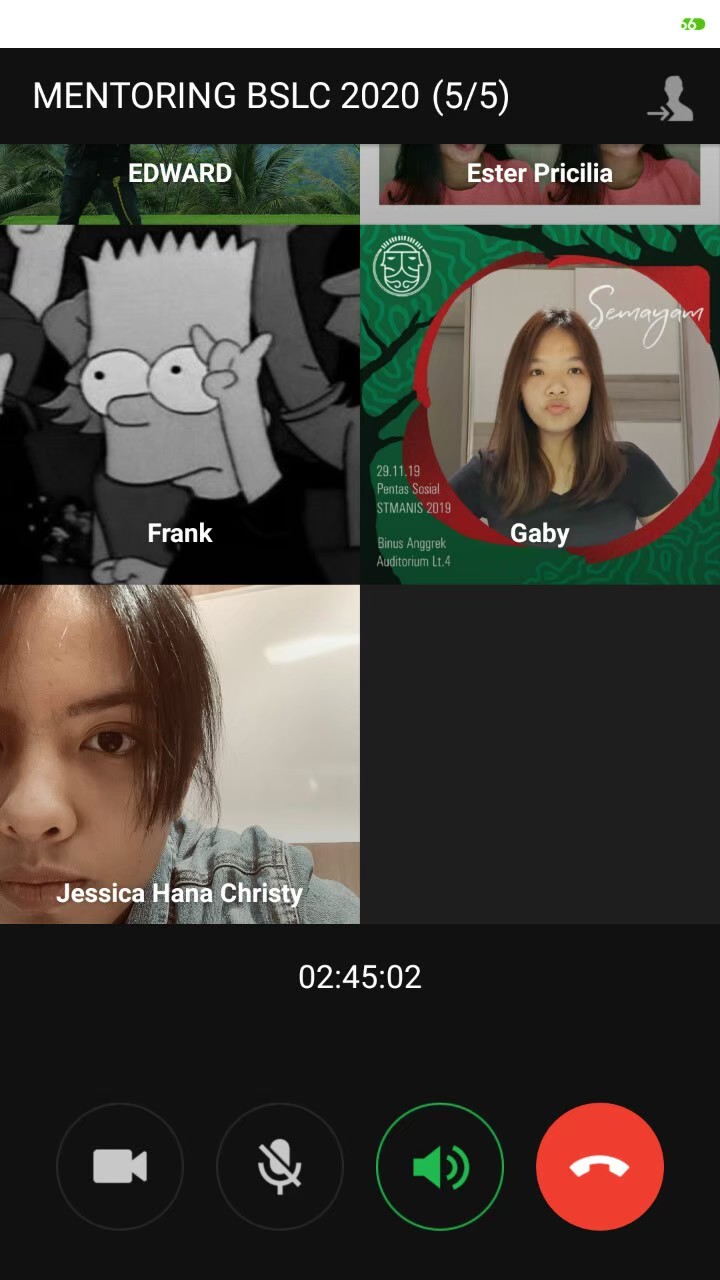 66
MENTORING BSLC 2020 (5/5)
EDWARD
Ester Pricilia
Semayam
29.11.19
Pentas Sosial
STMANIS 2019
Binus Anggrek
Auditorium Lt.4
Frank
Gaby
Jessica Hana Christy
02:45:02